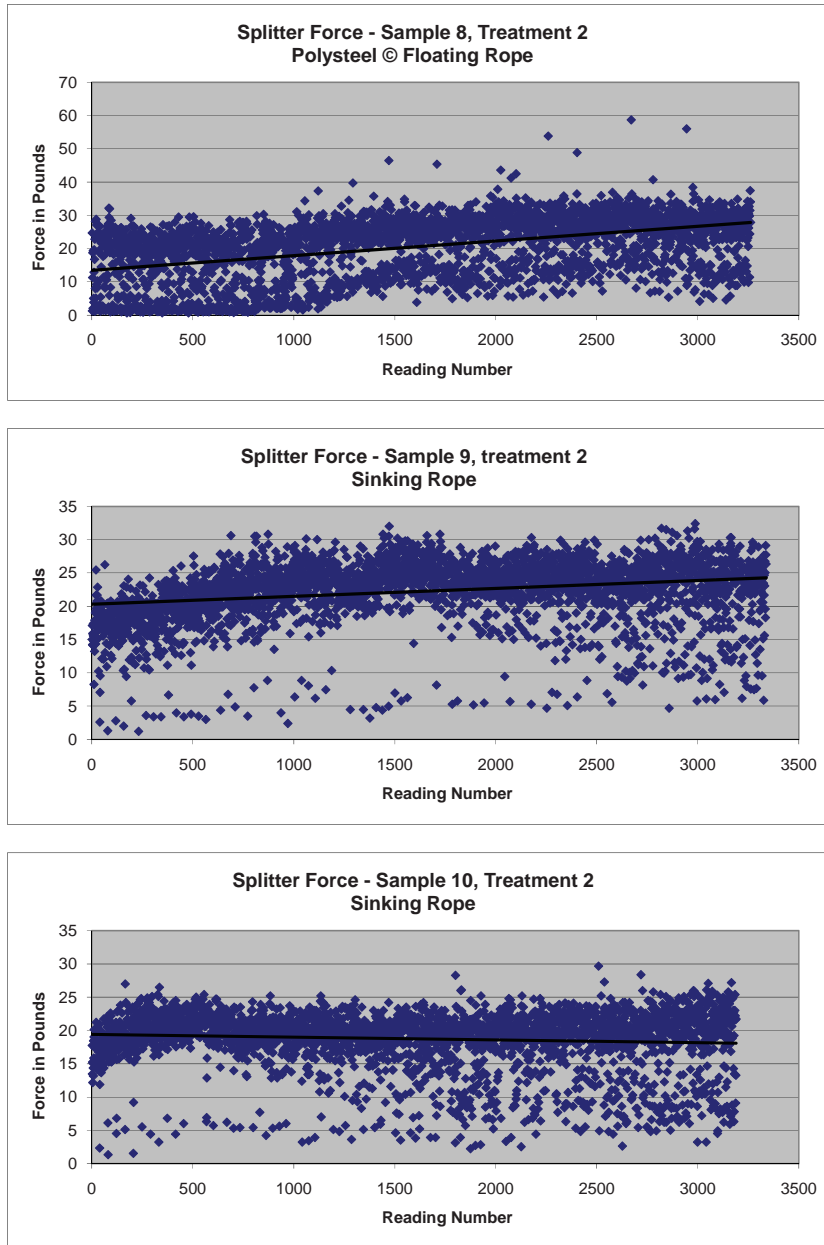 Splitter Force - Sample 8, Treatment 2
Polysteel © Floating Rope
Force in Pounds
70
60
50
40
30
20
10
0
0 500 1000 1500 2000 2500 3000 3500
Reading Number
Splitter Force - Sample 9, treatment 2
Sinking Rope
Force in Pounds
35
30
25
20
15
10
5
0
0 500 1000 1500 2000 2500 3000 3500
Reading Number
Splitter Force - Sample 10, Treatment 2
Sinking Rope
Force in Pounds
35
30
25
20
15
10
5
0
0 500 1000 1500 2000 2500 3000 3500
Reading Number